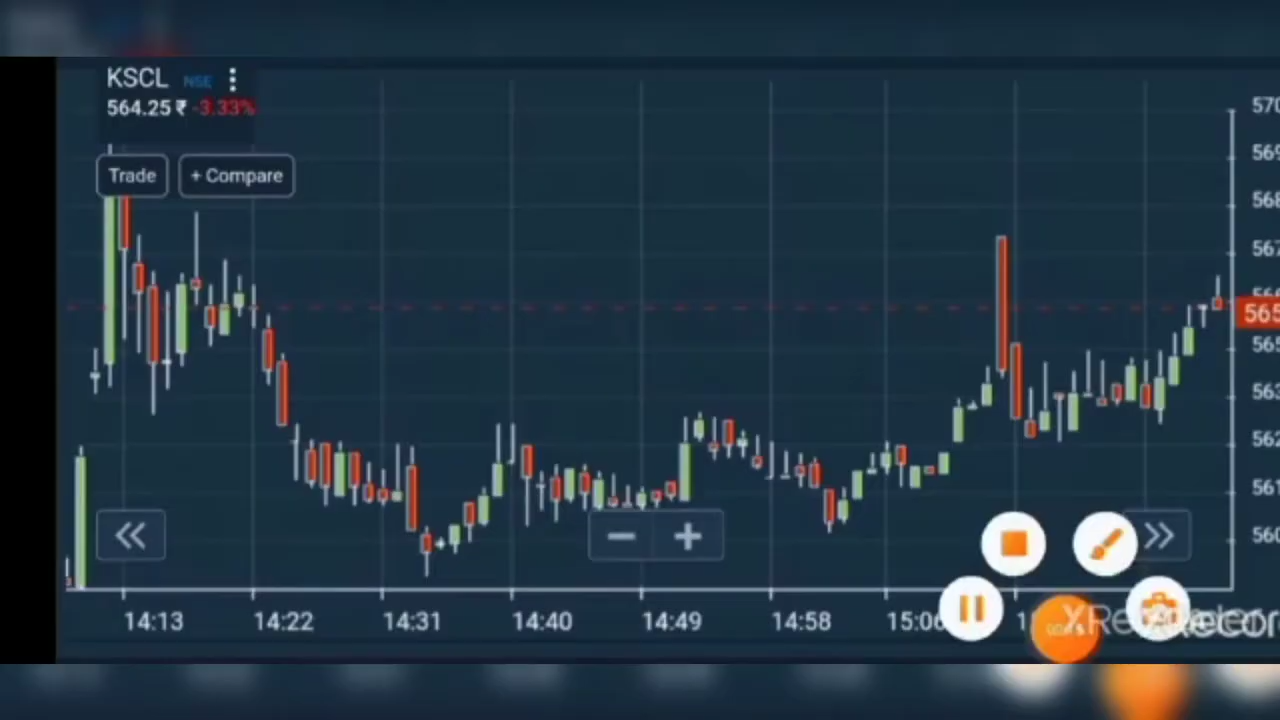 KSCL NSE
564.25 ₹ -3.33%
Trade + Compare
570
569
568
567
565
565
563
562
561
560
14:13 14:22 14:31 14:40 14:49 14:58 15:06